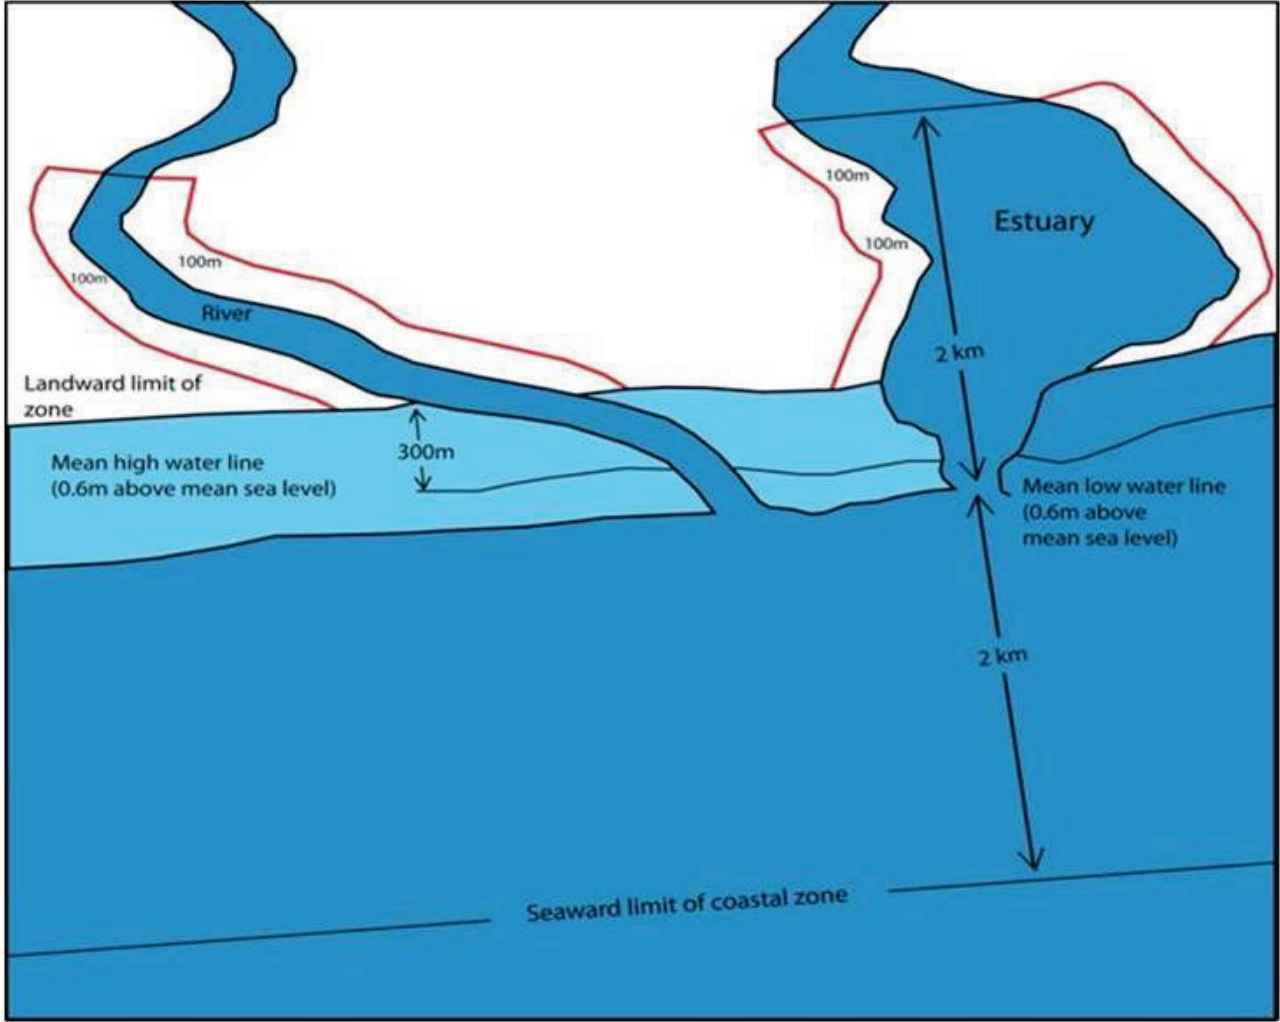 100m
Estuary
100m
100m
100m
River
2 km
Landward limit of
zone
300m
Mean high water line
(0.6m above mean sea level)
Mean low water line
(0.6m above
mean sea level)
2 km
Seaward limit of coastal zone